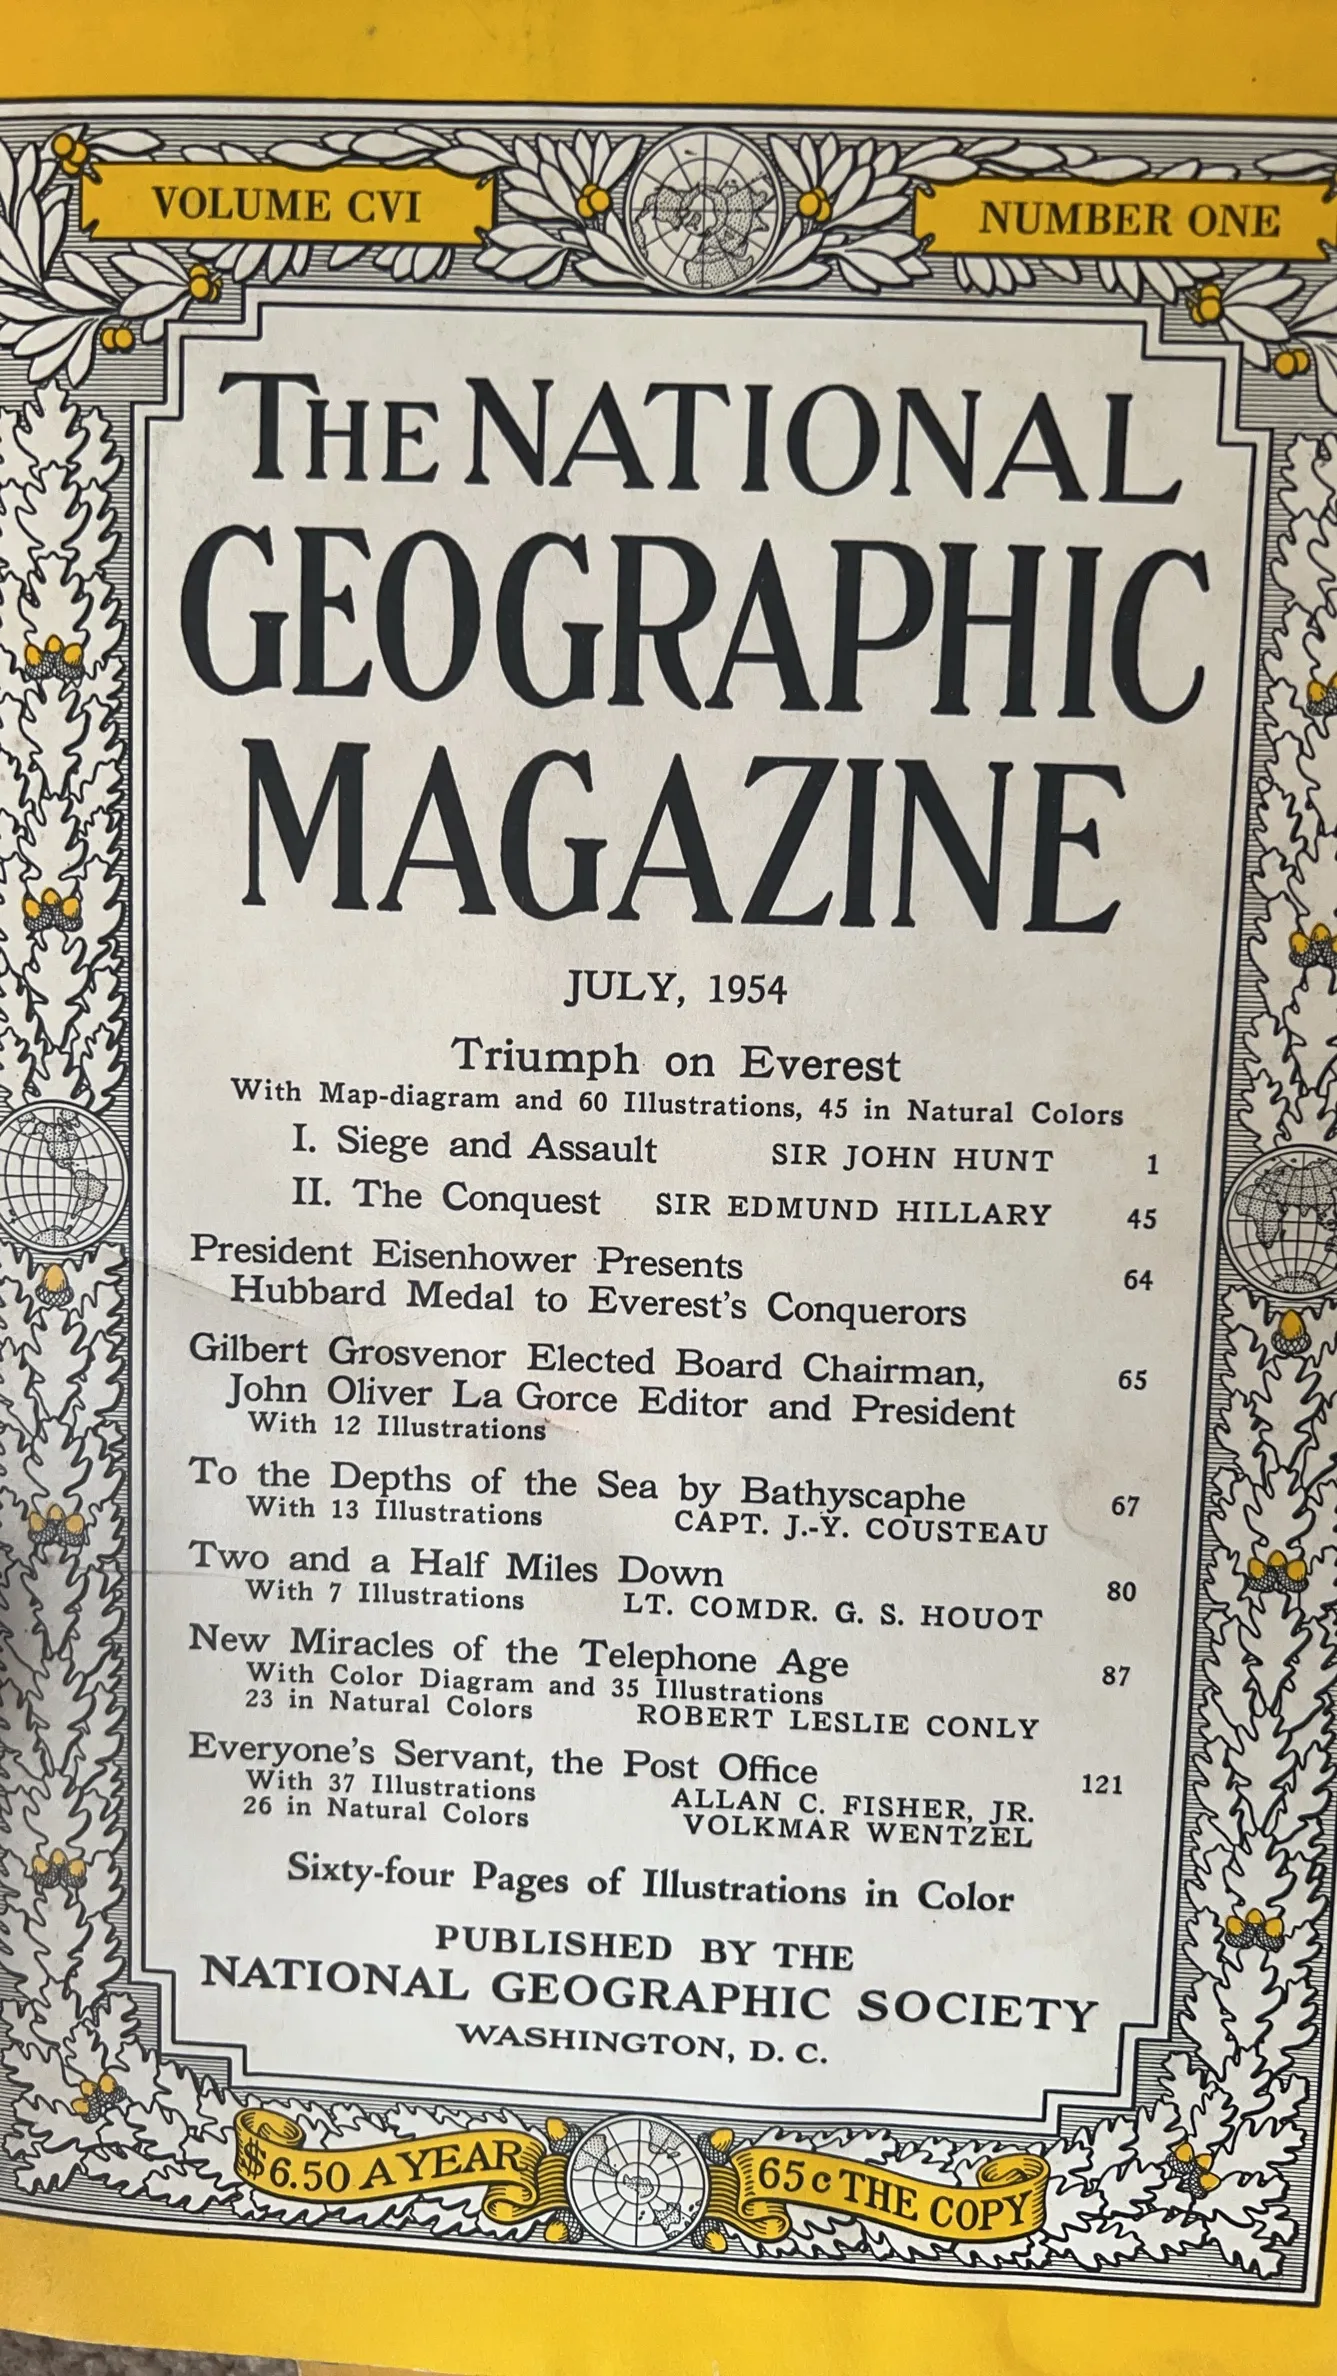 VOLUME CVI
NUMBER ONE
THE NATIONAL
GEOGRAPHIC
MAGAZINE
JULY, 1954
Triumph on Everest
With Map-diagram and 60 Illustrations, 45 in Natural Colors
I. Siege and Assault SIR JOHN HUNT 1
II. The Conquest SIR EDMUND HILLARY 45
President Eisenhower Presents
Hubbard Medal to Everest's Conquerors 64
Gilbert Grosvenor Elected Board Chairman,
John Oliver La Gorce Editor and President 65
With 12 Illustrations
To the Depths of the Sea by Bathyscaphe 67
With 13 Illustrations CAPT. J.-Y. COUSTEAU
Two and a Half Miles Down 80
With 7 Illustrations LT. COMDR. G. S. HOUOT
New Miracles of the Telephone Age 87
With Color Diagram and 35 Illustrations
23 in Natural Colors ROBERT LESLIE CONLY
Everyone's Servant, the Post Office 121
With 37 Illustrations ALLAN C. FISHER, JR.
26 in Natural Colors VOLKMAR WENTZEL
Sixty-four Pages of Illustrations in Color
PUBLISHED BY THE
NATIONAL GEOGRAPHIC SOCIETY
WASHINGTON, D. C.
$6.50 A YEAR
65c THE COPY